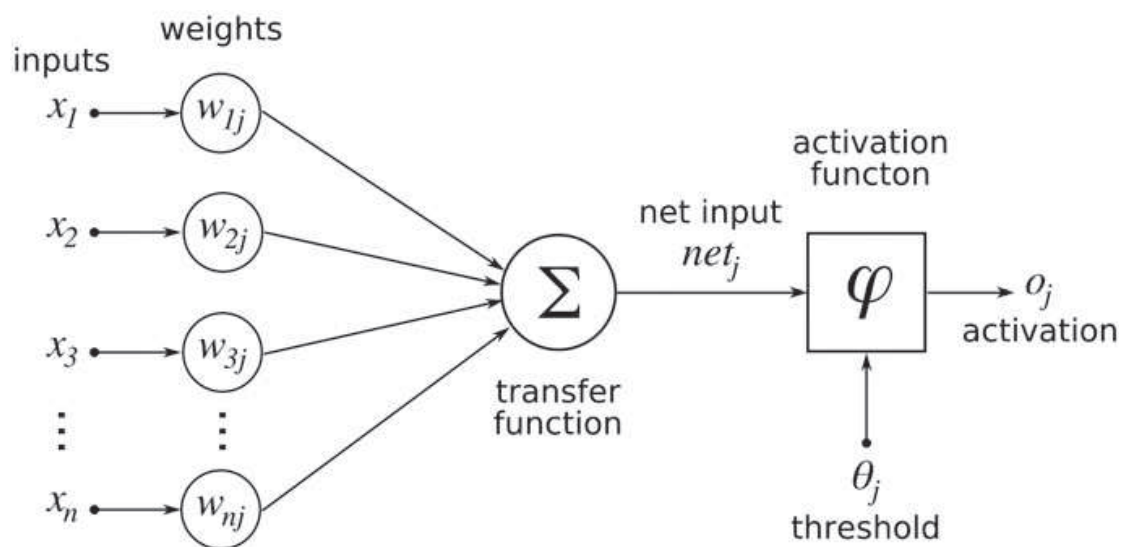 weights
inputs
x1
w1j
x2
w2j
x3
w3j
⋮
⋮
xn
wnj
Σ
transfer
function
net input
netj
activation
functon
φ
oj
activation
θj
threshold